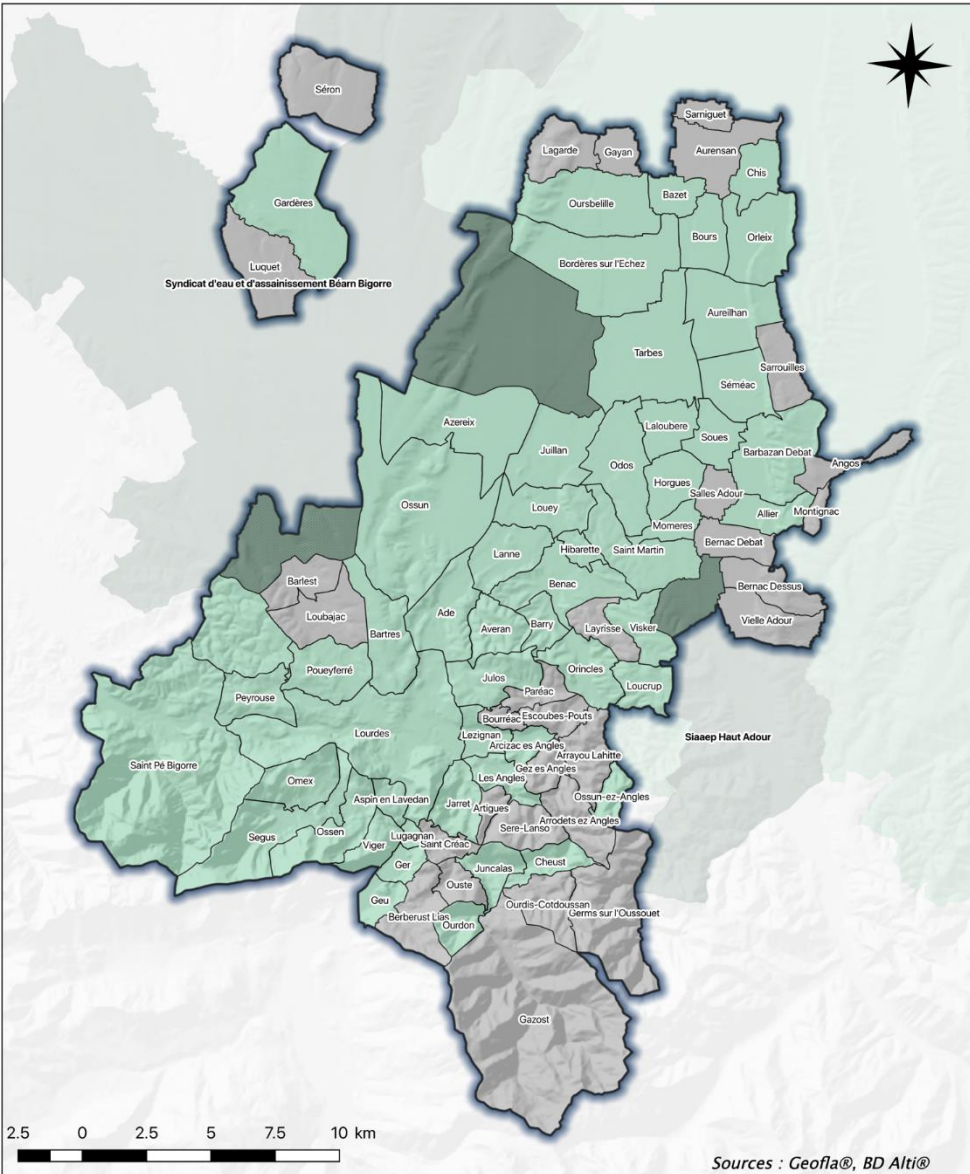 Séron
Sarniguet
Lagarde
Gayan
Aurensan
Chis
Gardères
Oursbelille
Bazet
Bours
Orleix
Luquet
Bordères sur l'Echez
Syndicat d'eau et d'assainissement Béarn Bigorre
Aureilhan
Tarbes
Sarrouilles
Séméac
Azereix
Laloubere
Juillan
Soues
Odos
Barbazan Debat
Angos
Horgues
Salles Adour
Ossun
Louey
Allier
Montignac
Momeres
Bernac Debat
Lanne
Hibarette
Saint Martin
Barlest
Benac
Bernac Dessus
Loubajac
Ade
Vielle Adour
Bartres
Averan
Barry
Layrisse
Visker
Poueyferré
Orincles
Julos
Loucrup
Paréac
Peyrouse
Bourréac
Escoubes-Pouts
Lourdes
Lezignan
Siaaep Haut Adour
Arcizac es Angles
Arrayou Lahitte
Saint Pé Bigorre
Gez es Angles
Les Angles
Omex
Aspin en Lavedan
Jarret
Ossun-ez-Angles
Artigues
Arrodets ez Angles
Sere-Lanso
Ossen
Segus
Viger
Lugagnan
Saint Créac
Ger
Juncalas
Cheust
Ouste
Geu
Ourdis-Cotdoussan
Berberust Lias
Germs sur l'Oussouet
Ourdon
Gazost
2.5 0 2.5 5 7.5 10 km
Sources : Geofla®, BD Alti®